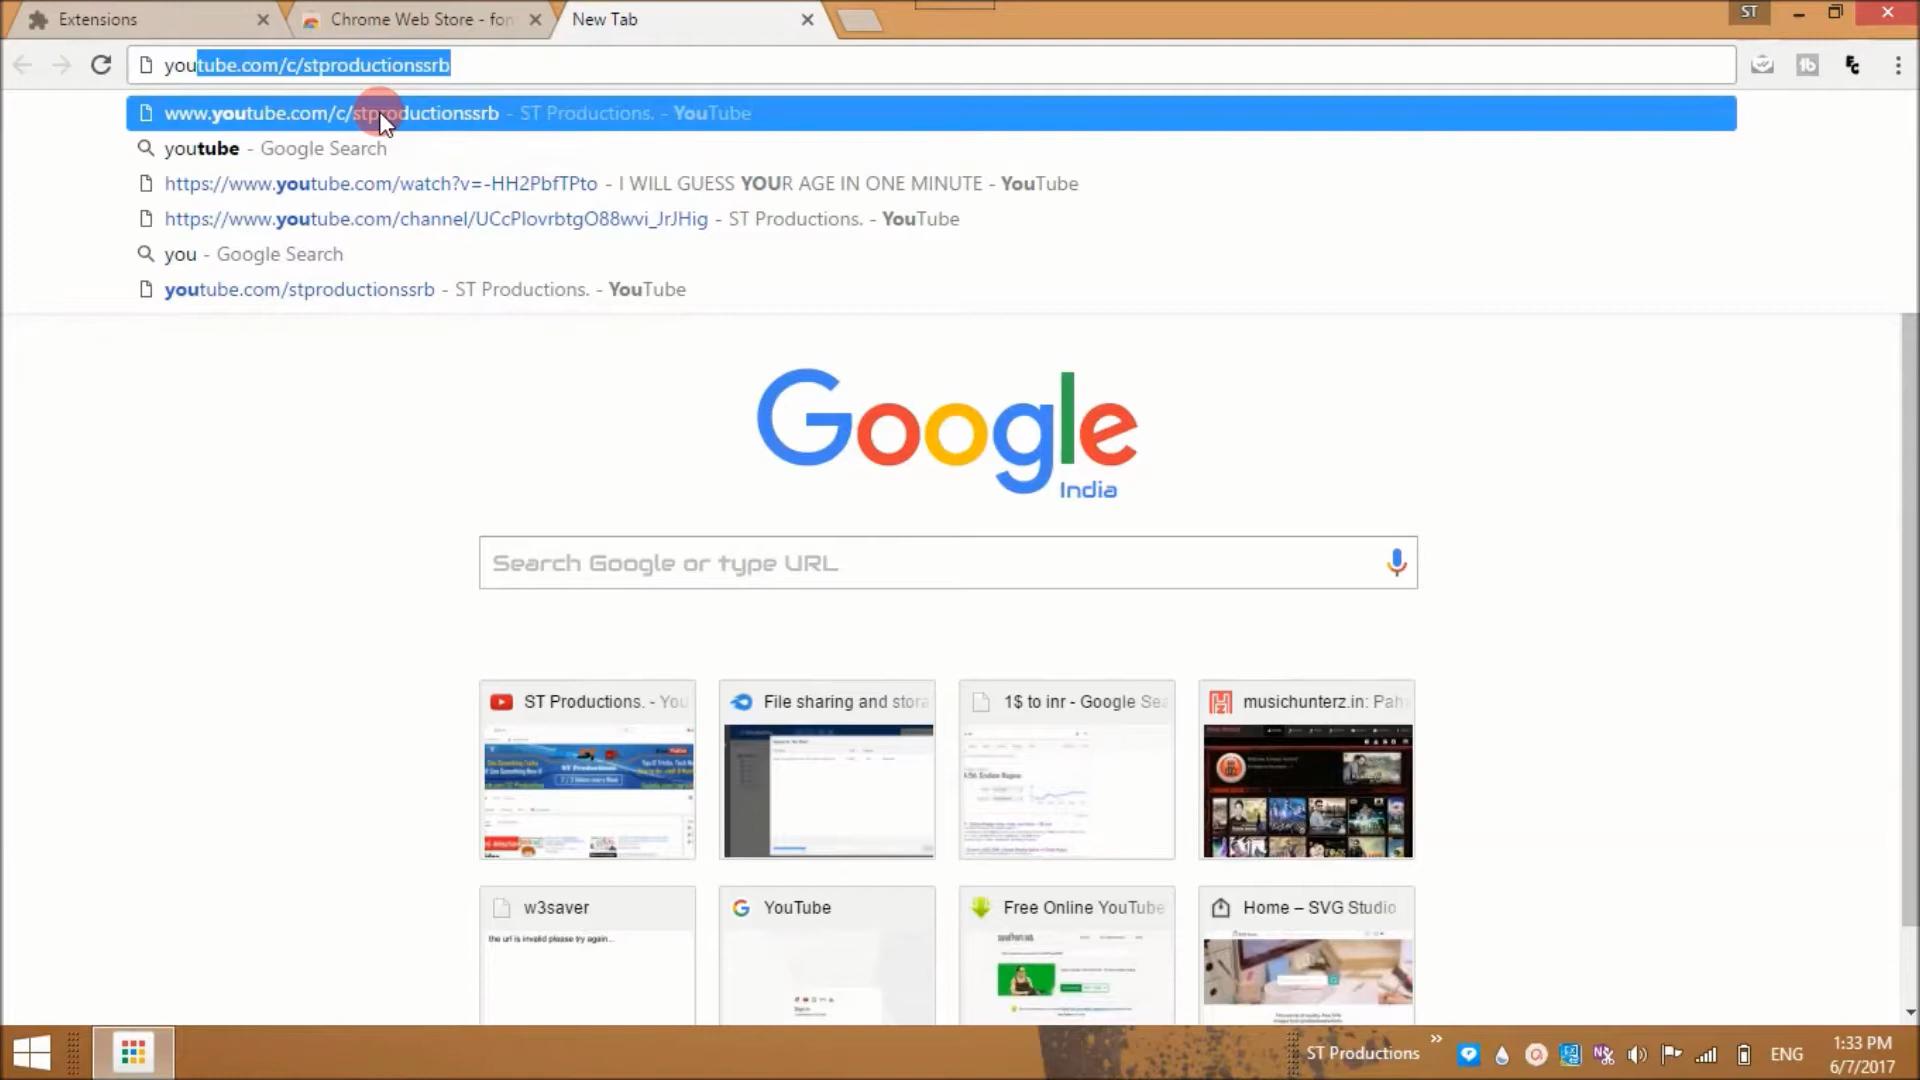 Extensions
Chrome Web Store - fon
New Tab
ST
youtube.com/c/stproductionssrb
www.youtube.com/c/stproductionssrb - ST Productions. - YouTube
youtube - Google Search
https://www.youtube.com/watch?v=-HH2PbfTPto - I WILL GUESS YOUR AGE IN ONE MINUTE - YouTube
https://www.youtube.com/channel/UCcPlovrbtgO88wvi_JrJHig - ST Productions. - YouTube
you - Google Search
youtube.com/stproductionssrb - ST Productions. - YouTube
Google
India
Search Google or type URL
ST Productions. - You
File sharing and stora
1$ to inr - Google Sea
musichunterz.in: Pah
w3saver
YouTube
Free Online YouTube
Home – SVG Studio
the url is invalid please try again...
ST Productions
ENG
1:33 PM
6/7/2017